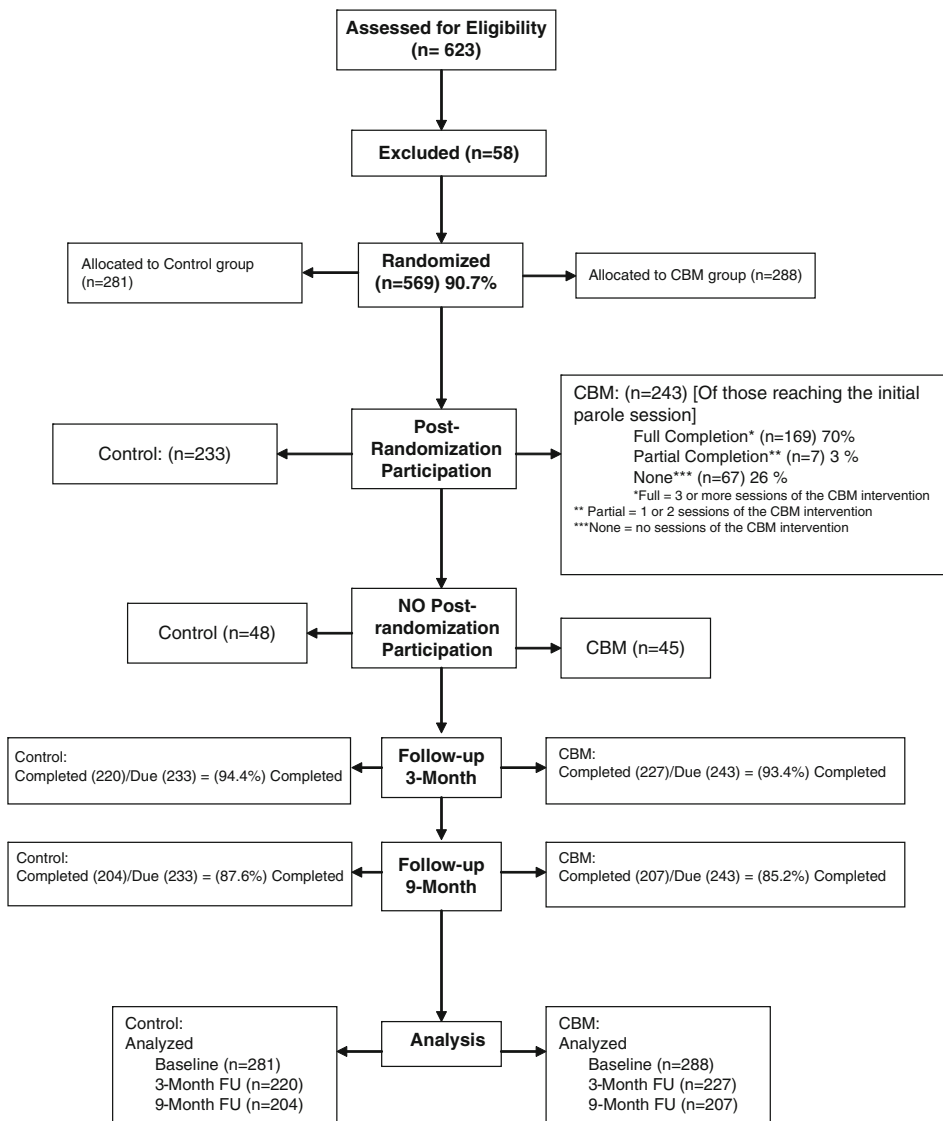 Assessed for Eligibility
(n= 623)
Excluded (n=58)
Allocated to Control group
(n=281)
Randomized
(n=569) 90.7%
Allocated to CBM group (n=288)
Control: (n=233)
Post-
Randomization
Participation
CBM: (n=243) [Of those reaching the initial
parole session]
Full Completion* (n=169) 70%
Partial Completion** (n=7) 3 %
None*** (n=67) 26 %
*Full = 3 or more sessions of the CBM intervention
** Partial = 1 or 2 sessions of the CBM intervention
***None = no sessions of the CBM intervention
Control (n=48)
NO Post-
randomization
Participation
CBM (n=45)
Control:
Completed (220)/Due (233) = (94.4%) Completed
Follow-up
3-Month
CBM:
Completed (227)/Due (243) = (93.4%) Completed
Control:
Completed (204)/Due (233) = (87.6%) Completed
Follow-up
9-Month
CBM:
Completed (207)/Due (243) = (85.2%) Completed
Control:
Analyzed
Baseline (n=281)
3-Month FU (n=220)
9-Month FU (n=204)
Analysis
CBM:
Analyzed
Baseline (n=288)
3-Month FU (n=227)
9-Month FU (n=207)